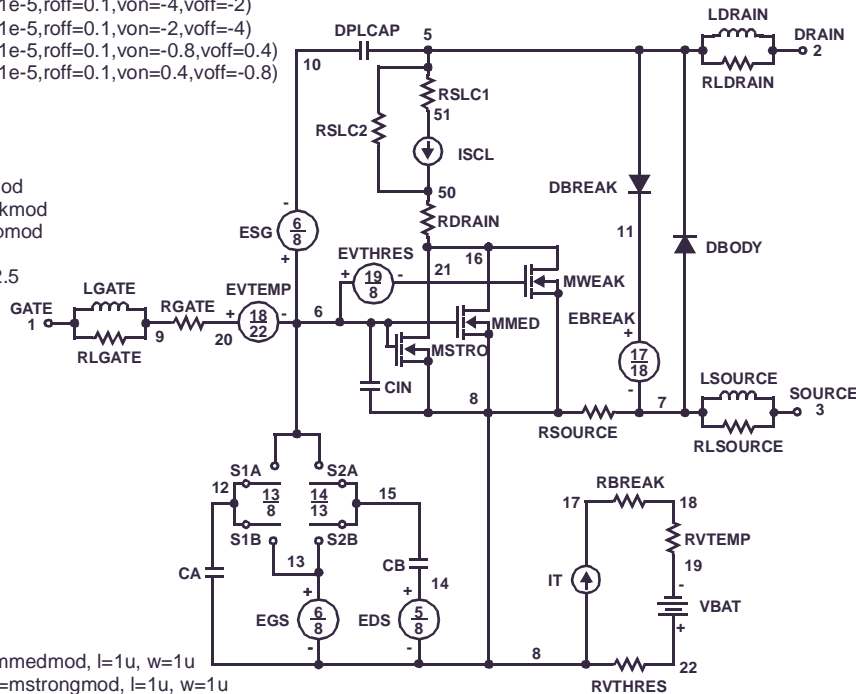 1e-5,roff=0.1,von=-4,voff=-2)
1e-5,roff=0.1,von=-2,voff=-4)
1e-5,roff=0.1,von=-0.8,voff=0.4)
1e-5,roff=0.1,von=0.4,voff=-0.8)
LDRAIN
DPLCAP 5 DRAIN
2
10
RLDRAIN
RSLC1
51
RSLC2
ISCL
50
od
kmod
omod
DBREAK
RDRAIN
-
ESG 6
8
+
11
DBODY
EVTHRES
+ 19 -
8
21 16
MWEAK
2.5
LGATE
GATE
1
RGATE
EVTEMP
+ 18 -
22
6
EBREAK
+
MMED
9 20
RLGATE
MSTRO
17
18
-
LSOURCE
CIN
SOURCE
3
8 7
RSOURCE
RLSOURCE
S1A S2A
12 13
8
14
13
15
RBREAK
17 18
S1B S2B
RVTEMP
13
CB
19
CA
14
IT
-
VBAT
+
+ +
EGS 6
8
EDS 5
8
- -
8
22
RVTHRES
mmedmod, l=1u, w=1u
=mstrongmod, l=1u, w=1u